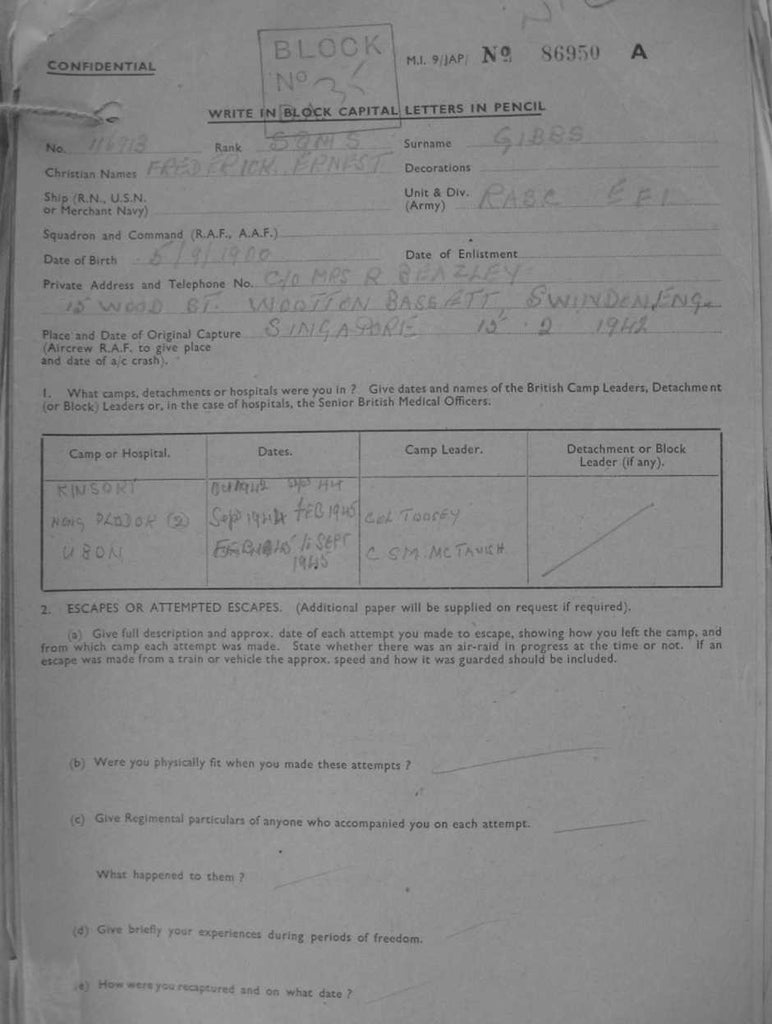 BLOCK
No 3
CONFIDENTIAL
M.I. 9/JAP/ No 86950 A
WRITE IN BLOCK CAPITAL LETTERS IN PENCIL
No. Rank SQMS Surname GIBBS
Christian Names FREDERICK ERNEST Decorations
Ship (R.N., U.S.N. or Merchant Navy) Unit & Div. (Army) RASC EFI
Squadron and Command (R.A.F., A.A.F.)
Date of Birth 5/9/1900 Date of Enlistment
Private Address and Telephone No. C/O MRS R BEAZLEY
15 WOOD ST. WOOTTON BASSETT, SWINDON, ENG.
Place and Date of Original Capture SINGAPORE 15 . 2 1942
(Aircrew R.A.F. to give place
and date of a/c crash).
1. What camps, detachments or hospitals were you in ? Give dates and names of the British Camp Leaders, Detachment
(or Block) Leaders or, in the case of hospitals, the Senior British Medical Officers.
Camp or Hospital. Dates. Camp Leader. Detachment or Block
Leader (if any).
1942 44
NONG PLADOK (2) Sept 1944 FEB 1945 COL TOOSEY
UBON FEB 1945 SEPT C SM MCTAVISH
1945
2. ESCAPES OR ATTEMPTED ESCAPES. (Additional paper will be supplied on request if required).
(a) Give full description and approx. date of each attempt you made to escape, showing how you left the camp, and
from which camp each attempt was made. State whether there was an air-raid in progress at the time or not. If an
escape was made from a train or vehicle the approx. speed and how it was guarded should be included.
(b) Were you physically fit when you made these attempts ?
(c) Give Regimental particulars of anyone who accompanied you on each attempt.
What happened to them ?
(d) Give briefly your experiences during periods of freedom.
(e) How were you recaptured and on what date ?